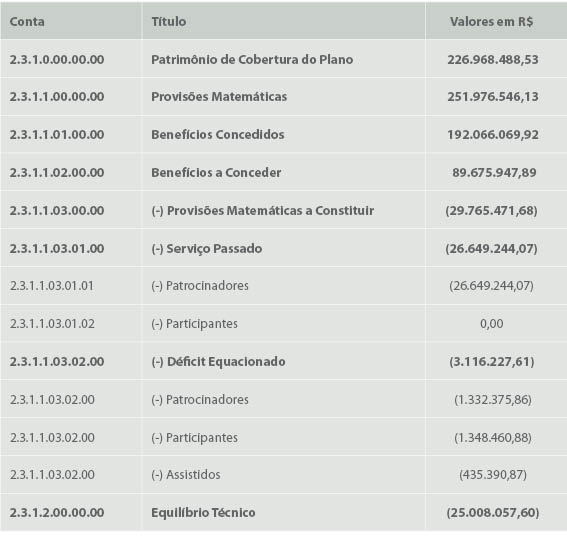 Conta Título Valores em R$
2.3.1.0.00.00.00 Patrimônio de Cobertura do Plano 226.968.488,53
2.3.1.1.00.00.00 Provisões Matemáticas 251.976.546,13
2.3.1.1.01.00.00 Benefícios Concedidos 192.066.069,92
2.3.1.1.02.00.00 Benefícios a Conceder 89.675.947,89
2.3.1.1.03.00.00 (-) Provisões Matemáticas a Constituir (29.765.471,68)
2.3.1.1.03.01.00 (-) Serviço Passado (26.649.244,07)
2.3.1.1.03.01.01 (-) Patrocinadores (26.649.244,07)
2.3.1.1.03.01.02 (-) Participantes 0,00
2.3.1.1.03.02.00 (-) Déficit Equacionado (3.116.227,61)
2.3.1.1.03.02.00 (-) Patrocinadores (1.332.375,86)
2.3.1.1.03.02.00 (-) Participantes (1.348.460,88)
2.3.1.1.03.02.00 (-) Assistidos (435.390,87)
2.3.1.2.00.00.00 Equilíbrio Técnico (25.008.057,60)